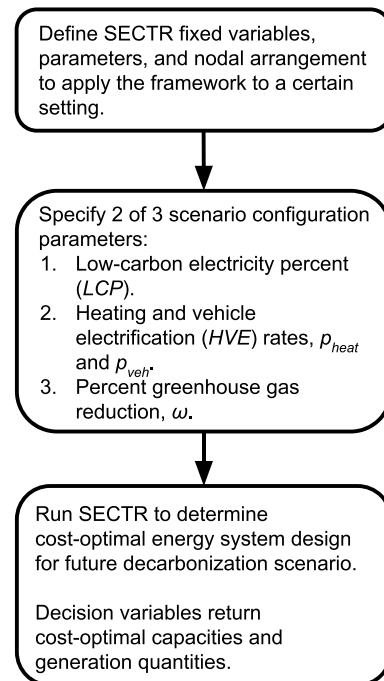 Define SECTR fixed variables,
parameters, and nodal arrangement
to apply the framework to a certain
setting.
Specify 2 of 3 scenario configuration
parameters:
1. Low-carbon electricity percent
(LCP).
2. Heating and vehicle
electrification (HVE) rates, p_heat
and p_veh.
3. Percent greenhouse gas
reduction, ω.
Run SECTR to determine
cost-optimal energy system design
for future decarbonization scenario.
Decision variables return
cost-optimal capacities and
generation quantities.